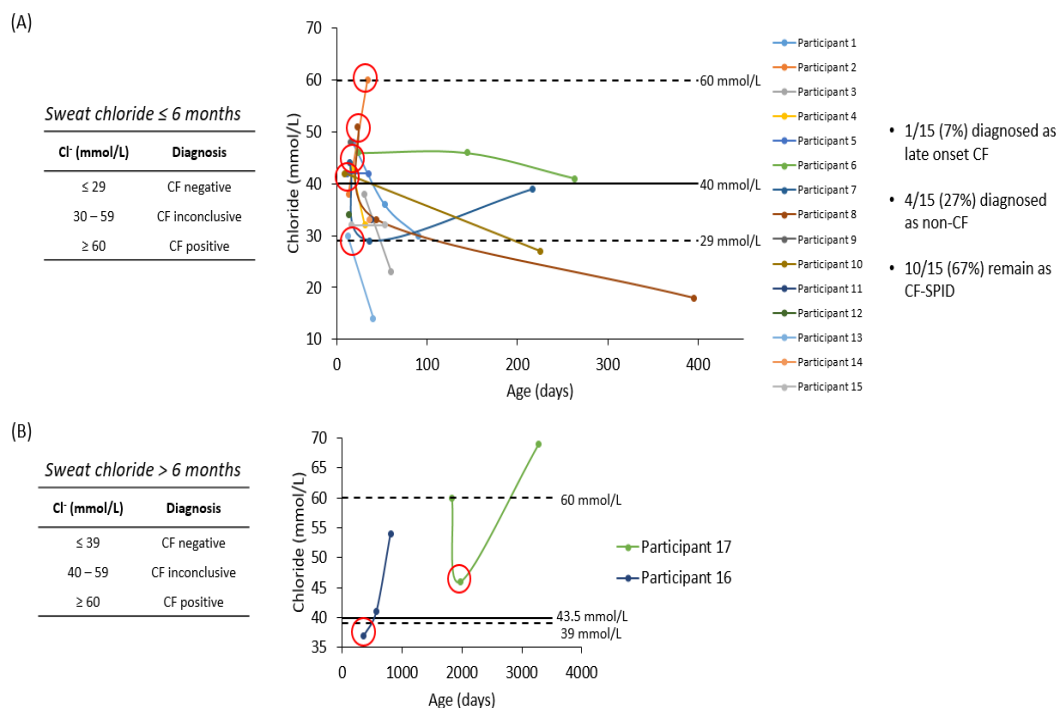 (A)
Sweat chloride ≤ 6 months
Cl⁻ (mmol/L) Diagnosis
≤ 29 CF negative
30 – 59 CF inconclusive
≥ 60 CF positive
Chloride (mmol/L)
70
60
50
40
30
20
10
0 100 200 300 400
Age (days)
60 mmol/L
40 mmol/L
29 mmol/L
Participant 1
Participant 2
Participant 3
Participant 4
Participant 5
Participant 6
Participant 7
Participant 8
Participant 9
Participant 10
Participant 11
Participant 12
Participant 13
Participant 14
Participant 15
• 1/15 (7%) diagnosed as
late onset CF
• 4/15 (27%) diagnosed
as non-CF
• 10/15 (67%) remain as
CF-SPID
(B)
Sweat chloride > 6 months
Cl⁻ (mmol/L) Diagnosis
≤ 39 CF negative
40 – 59 CF inconclusive
≥ 60 CF positive
Chloride (mmol/L)
70
65
60
55
50
45
40
35
0 1000 2000 3000 4000
Age (days)
60 mmol/L
43.5 mmol/L
39 mmol/L
Participant 17
Participant 16